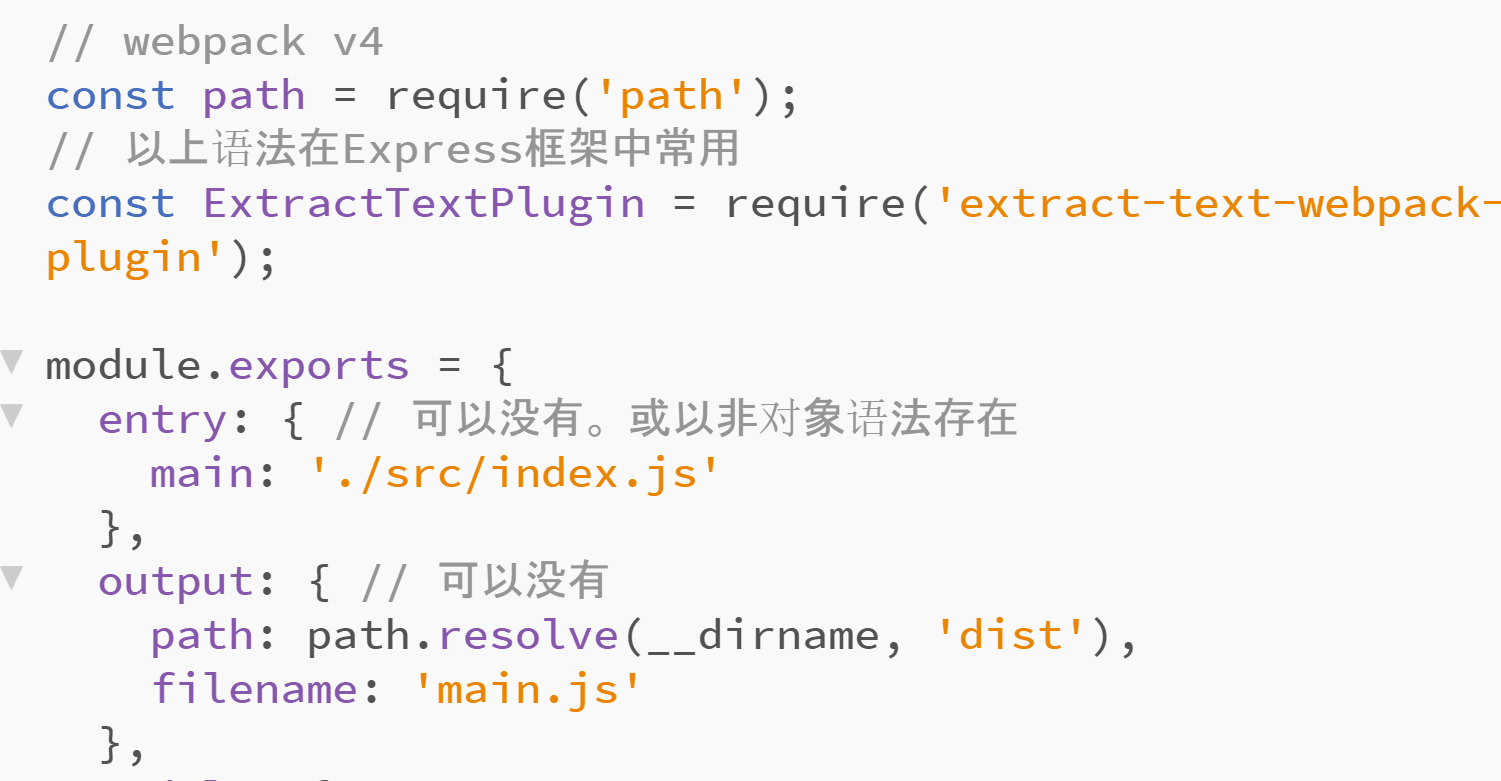 // webpack v4
const path = require('path');
// 以上语法在Express框架中常用
const ExtractTextPlugin = require('extract-text-webpack-
plugin');
module.exports = {
entry: { // 可以没有。或以非对象语法存在
main: './src/index.js'
},
output: { // 可以没有
path: path.resolve(__dirname, 'dist'),
filename: 'main.js'
},